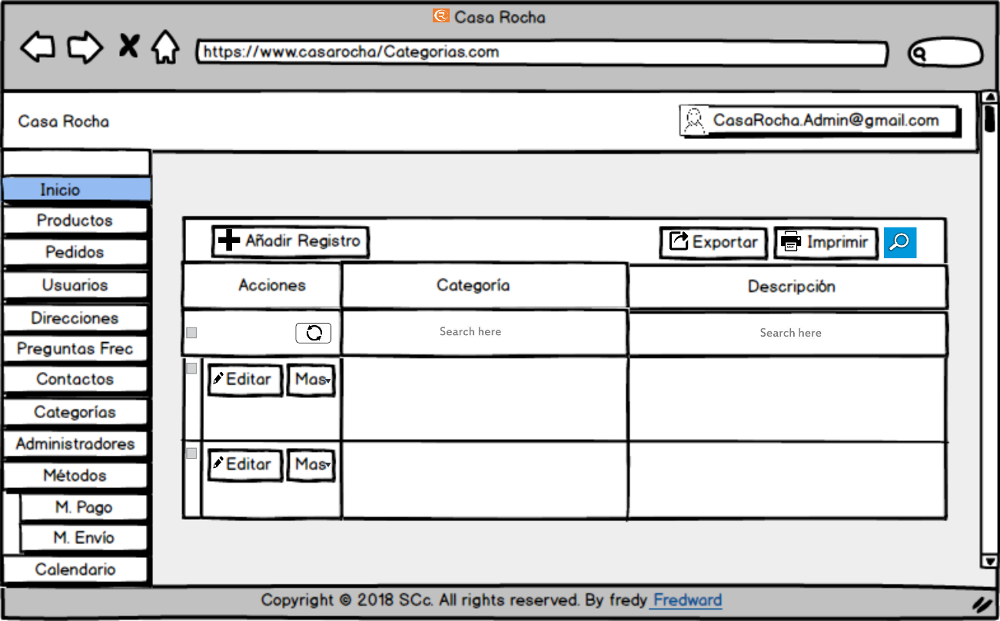 Casa Rocha
https://www.casarocha/Categorias.com
Casa Rocha
CasaRocha.Admin@gmail.com
Inicio
Productos
Pedidos
Usuarios
Direcciones
Preguntas Frec
Contactos
Categorías
Administradores
Métodos
M. Pago
M. Envío
Calendario
Añadir Registro
Exportar
Imprimir
Acciones
Categoría
Descripción
Search here
Search here
Editar
Mas
Editar
Mas
Copyright © 2018 SCc. All rights reserved. By fredy Fredward